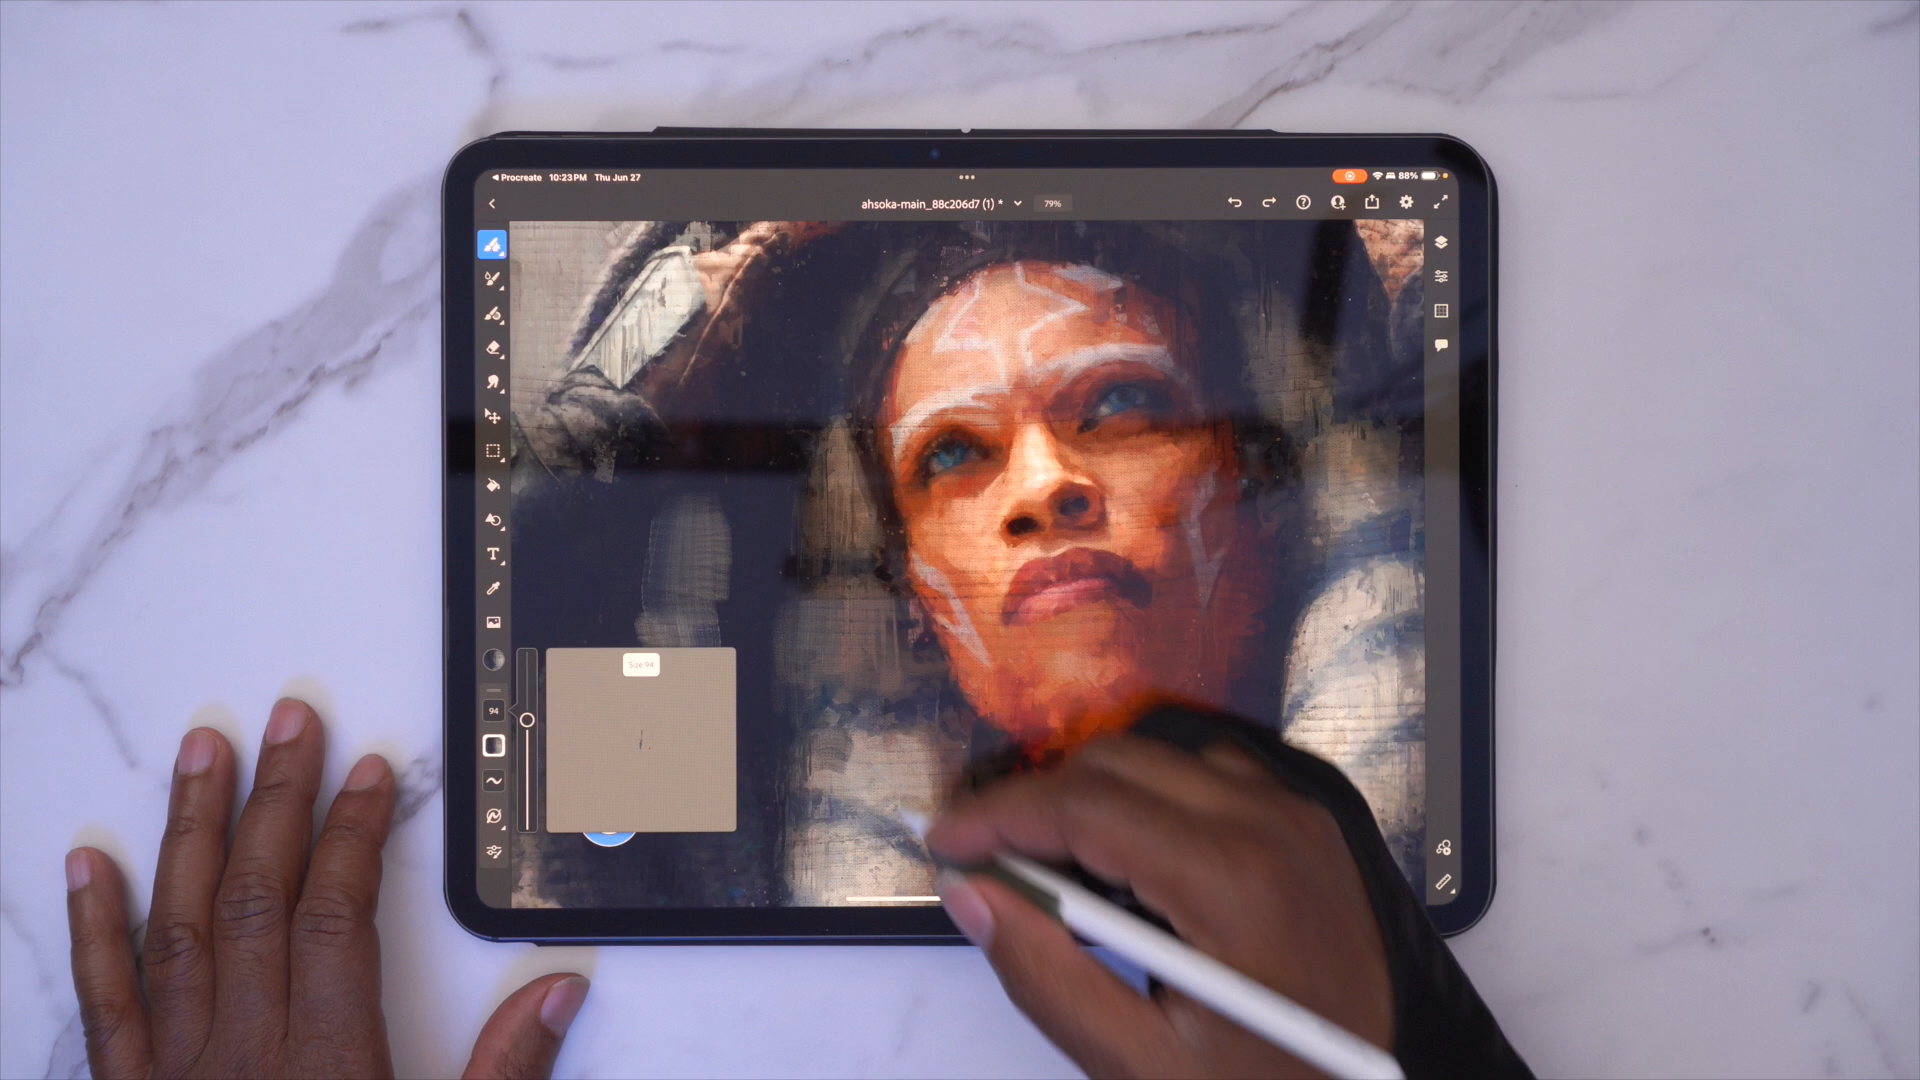 ◀ Procreate 10:23 PM Thu Jun 27
88%
ahsoka-main_88c206d7 (1) *
79%
T
Size 94
94